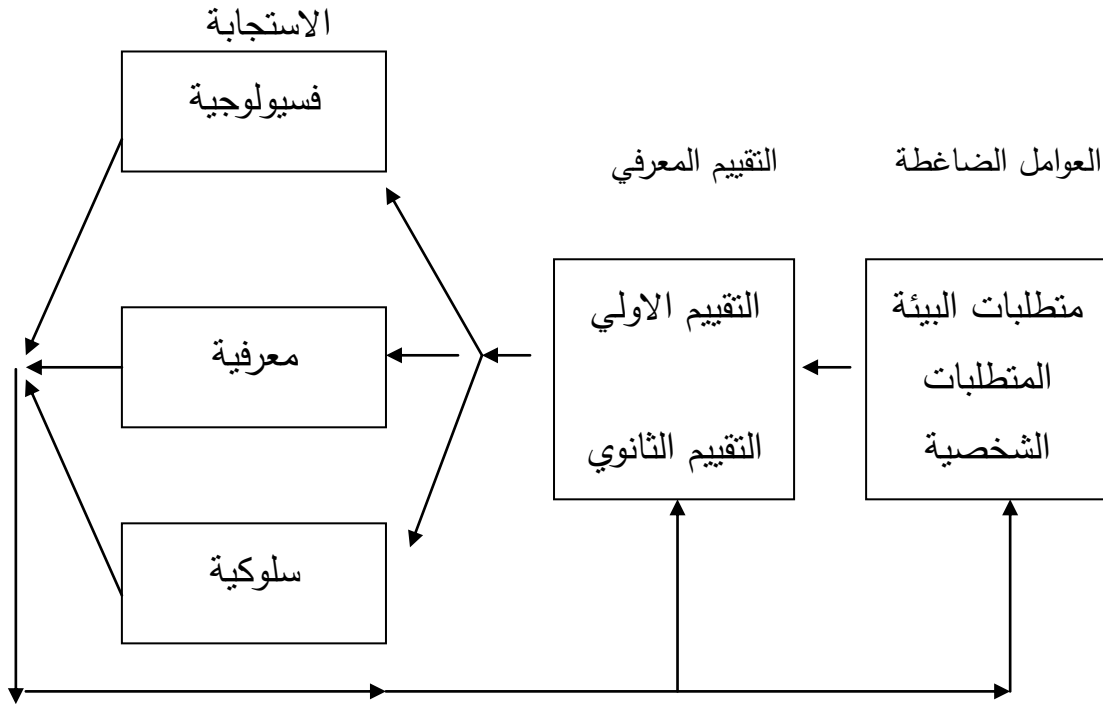 الاستجابة
فسيولوجية
العوامل الضاغطة
التقييم المعرفي
متطلبات البيئة
المتطلبات
الشخصية
التقييم الاولي
التقييم الثانوي
معرفية
سلوكية